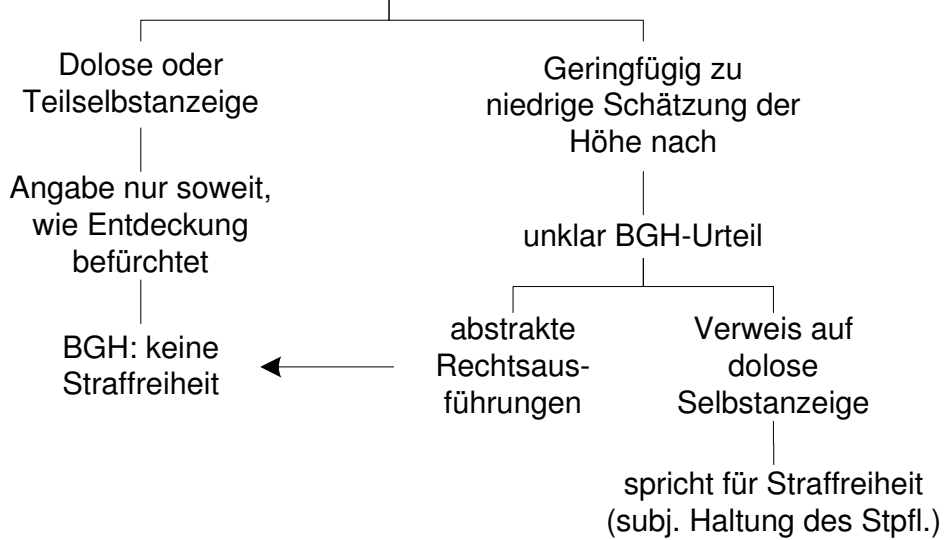 Dolose oder
Teilselbstanzeige
Angabe nur soweit,
wie Entdeckung
befürchtet
BGH: keine
Straffreiheit
Geringfügig zu
niedrige Schätzung der
Höhe nach
unklar BGH-Urteil
abstrakte
Rechtsaus-
führungen
Verweis auf
dolose
Selbstanzeige
spricht für Straffreiheit
(subj. Haltung des Stpfl.)